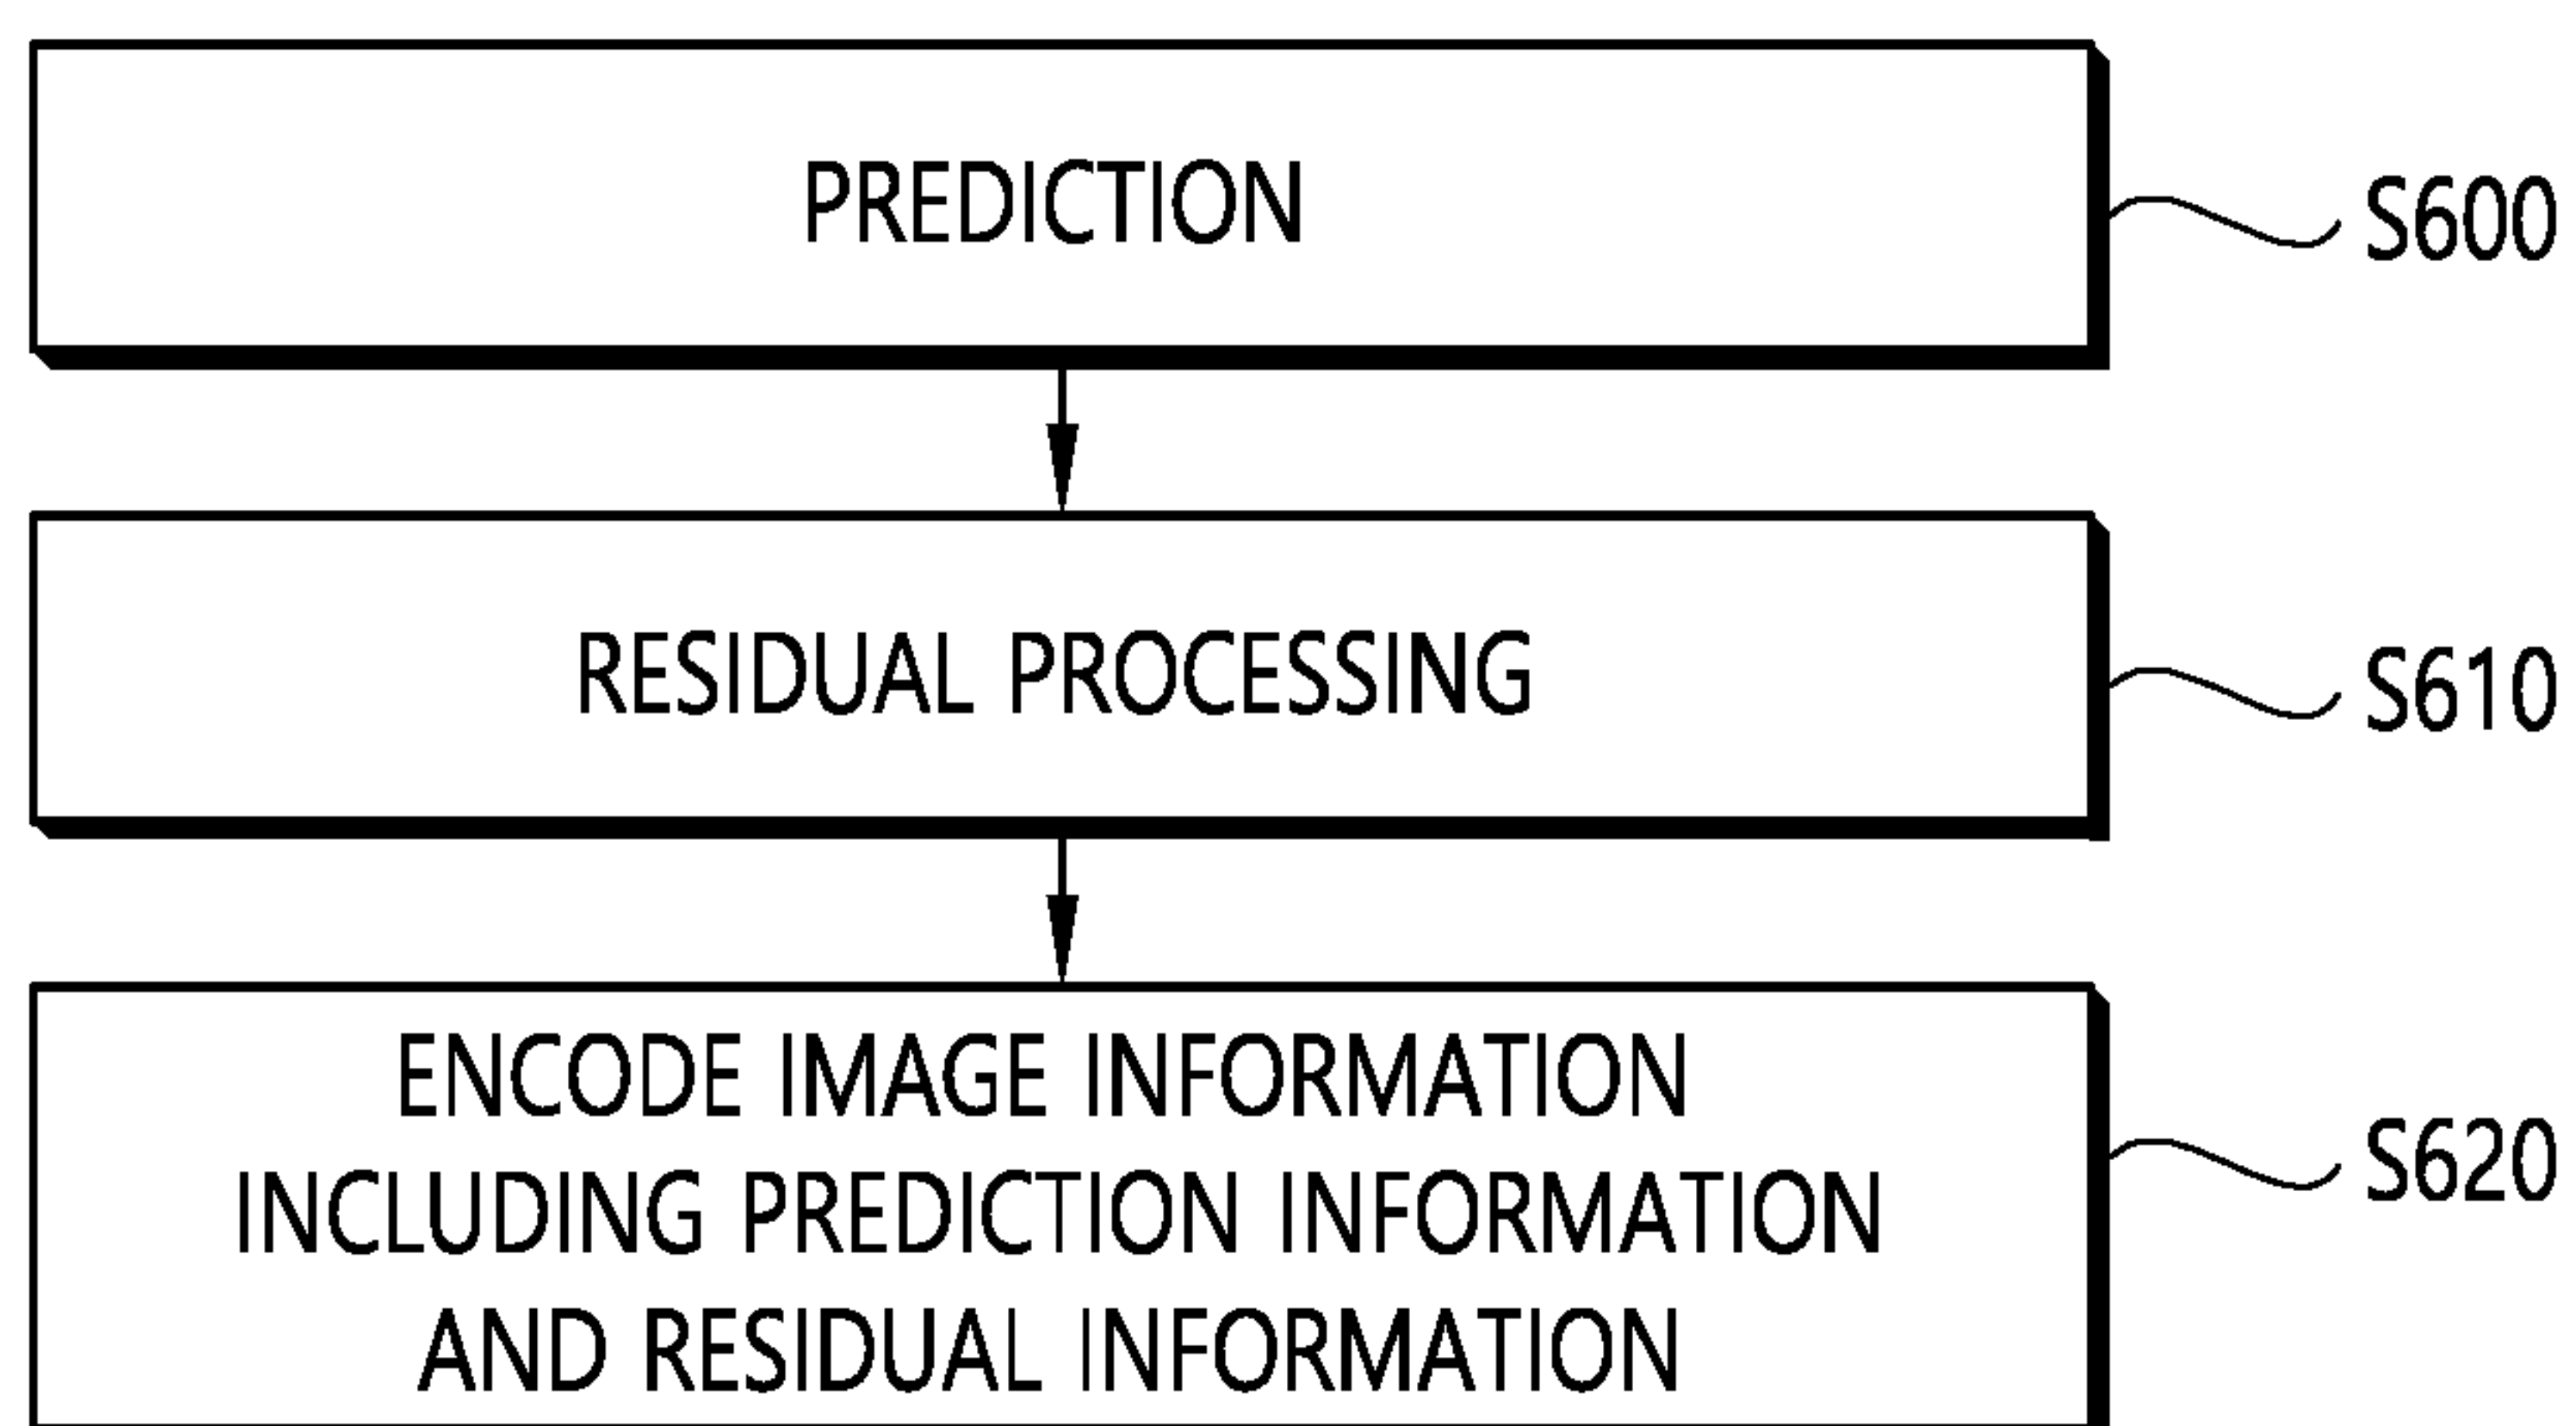 PREDICTION
S600
RESIDUAL PROCESSING
S610
ENCODE IMAGE INFORMATION
INCLUDING PREDICTION INFORMATION
AND RESIDUAL INFORMATION
S620